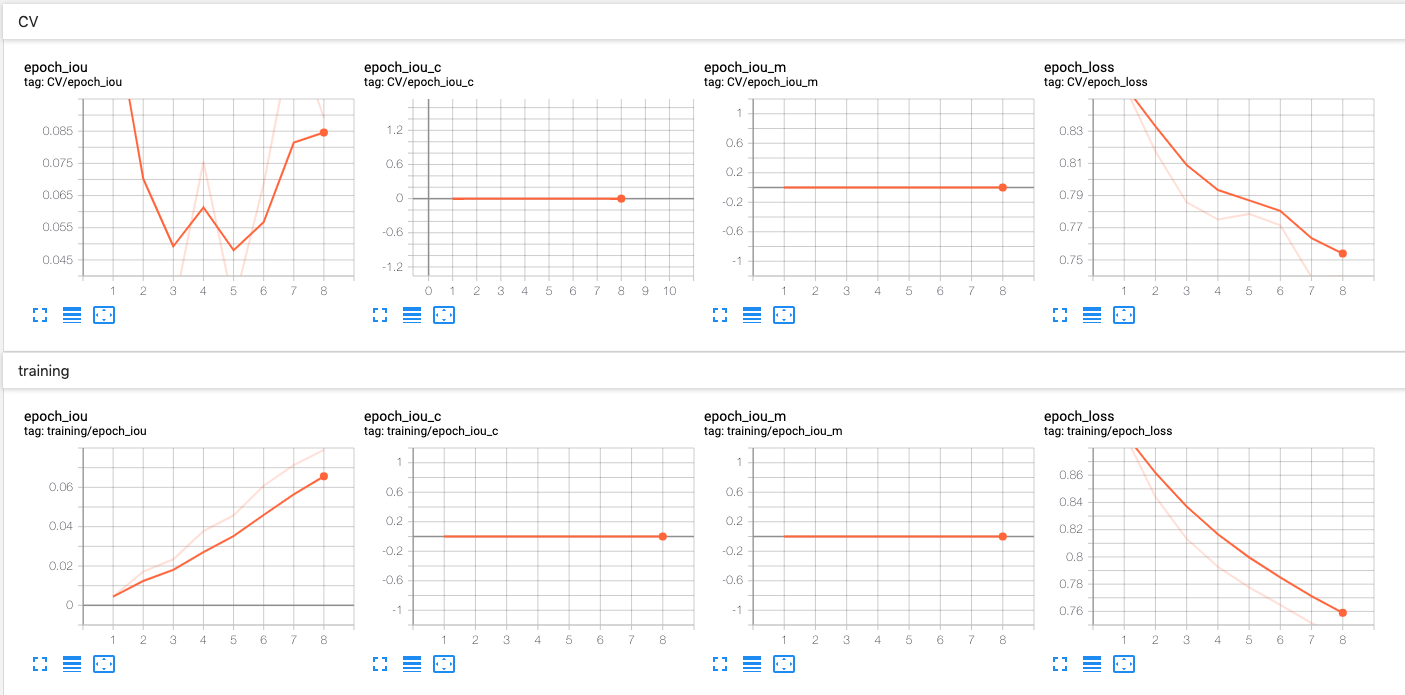 CV
epoch_iou
tag: CV/epoch_iou
0.085
0.075
0.065
0.055
0.045
1 2 3 4 5 6 7 8
epoch_iou_c
tag: CV/epoch_iou_c
1.2
0.6
0
-0.6
-1.2
0 1 2 3 4 5 6 7 8 9 10
epoch_iou_m
tag: CV/epoch_iou_m
1
0.6
0.2
-0.2
-0.6
-1
1 2 3 4 5 6 7 8
epoch_loss
tag: CV/epoch_loss
0.83
0.81
0.79
0.77
0.75
1 2 3 4 5 6 7 8
training
epoch_iou
tag: training/epoch_iou
0.06
0.04
0.02
0
1 2 3 4 5 6 7 8
epoch_iou_c
tag: training/epoch_iou_c
1
0.6
0.2
-0.2
-0.6
-1
1 2 3 4 5 6 7 8
epoch_iou_m
tag: training/epoch_iou_m
1
0.6
0.2
-0.2
-0.6
-1
1 2 3 4 5 6 7 8
epoch_loss
tag: training/epoch_loss
0.86
0.84
0.82
0.8
0.78
0.76
1 2 3 4 5 6 7 8